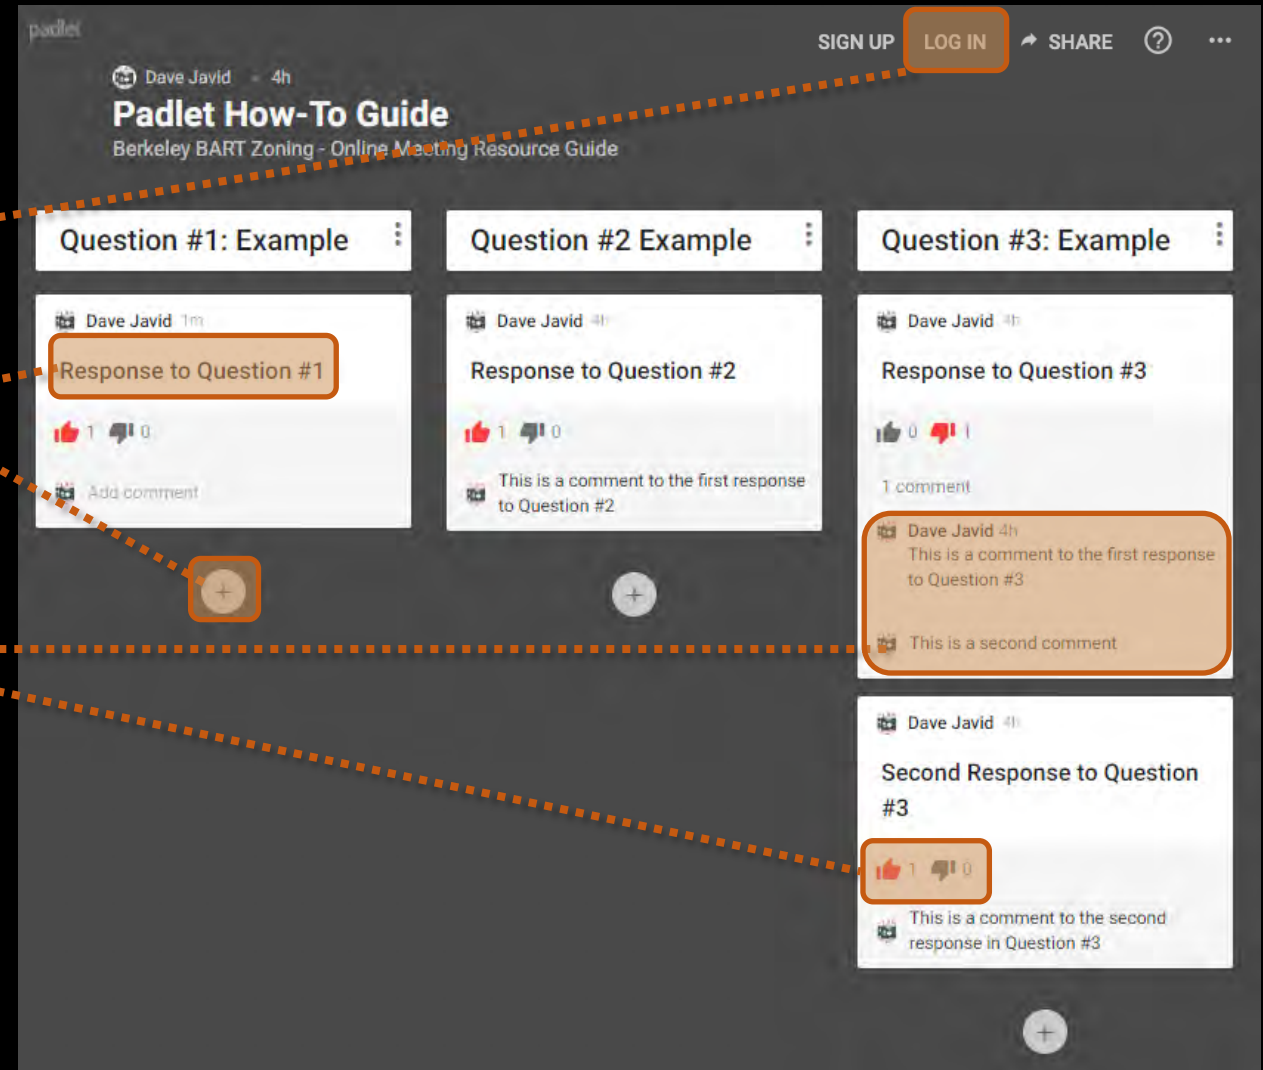 padlet
SIGN UP LOG IN SHARE
Dave Javid - 4h
Padlet How-To Guide
Berkeley BART Zoning - Online Meeting Resource Guide
Question #1: Example
Dave Javid 1m
Response to Question #1
1 0
Add comment
Question #2 Example
Dave Javid 4h
Response to Question #2
1 0
This is a comment to the first response
to Question #2
Question #3: Example
Dave Javid 4h
Response to Question #3
0 1
1 comment
Dave Javid 4h
This is a comment to the first response
to Question #3
This is a second comment
Dave Javid 4h
Second Response to Question
#3
1 0
This is a comment to the second
response in Question #3